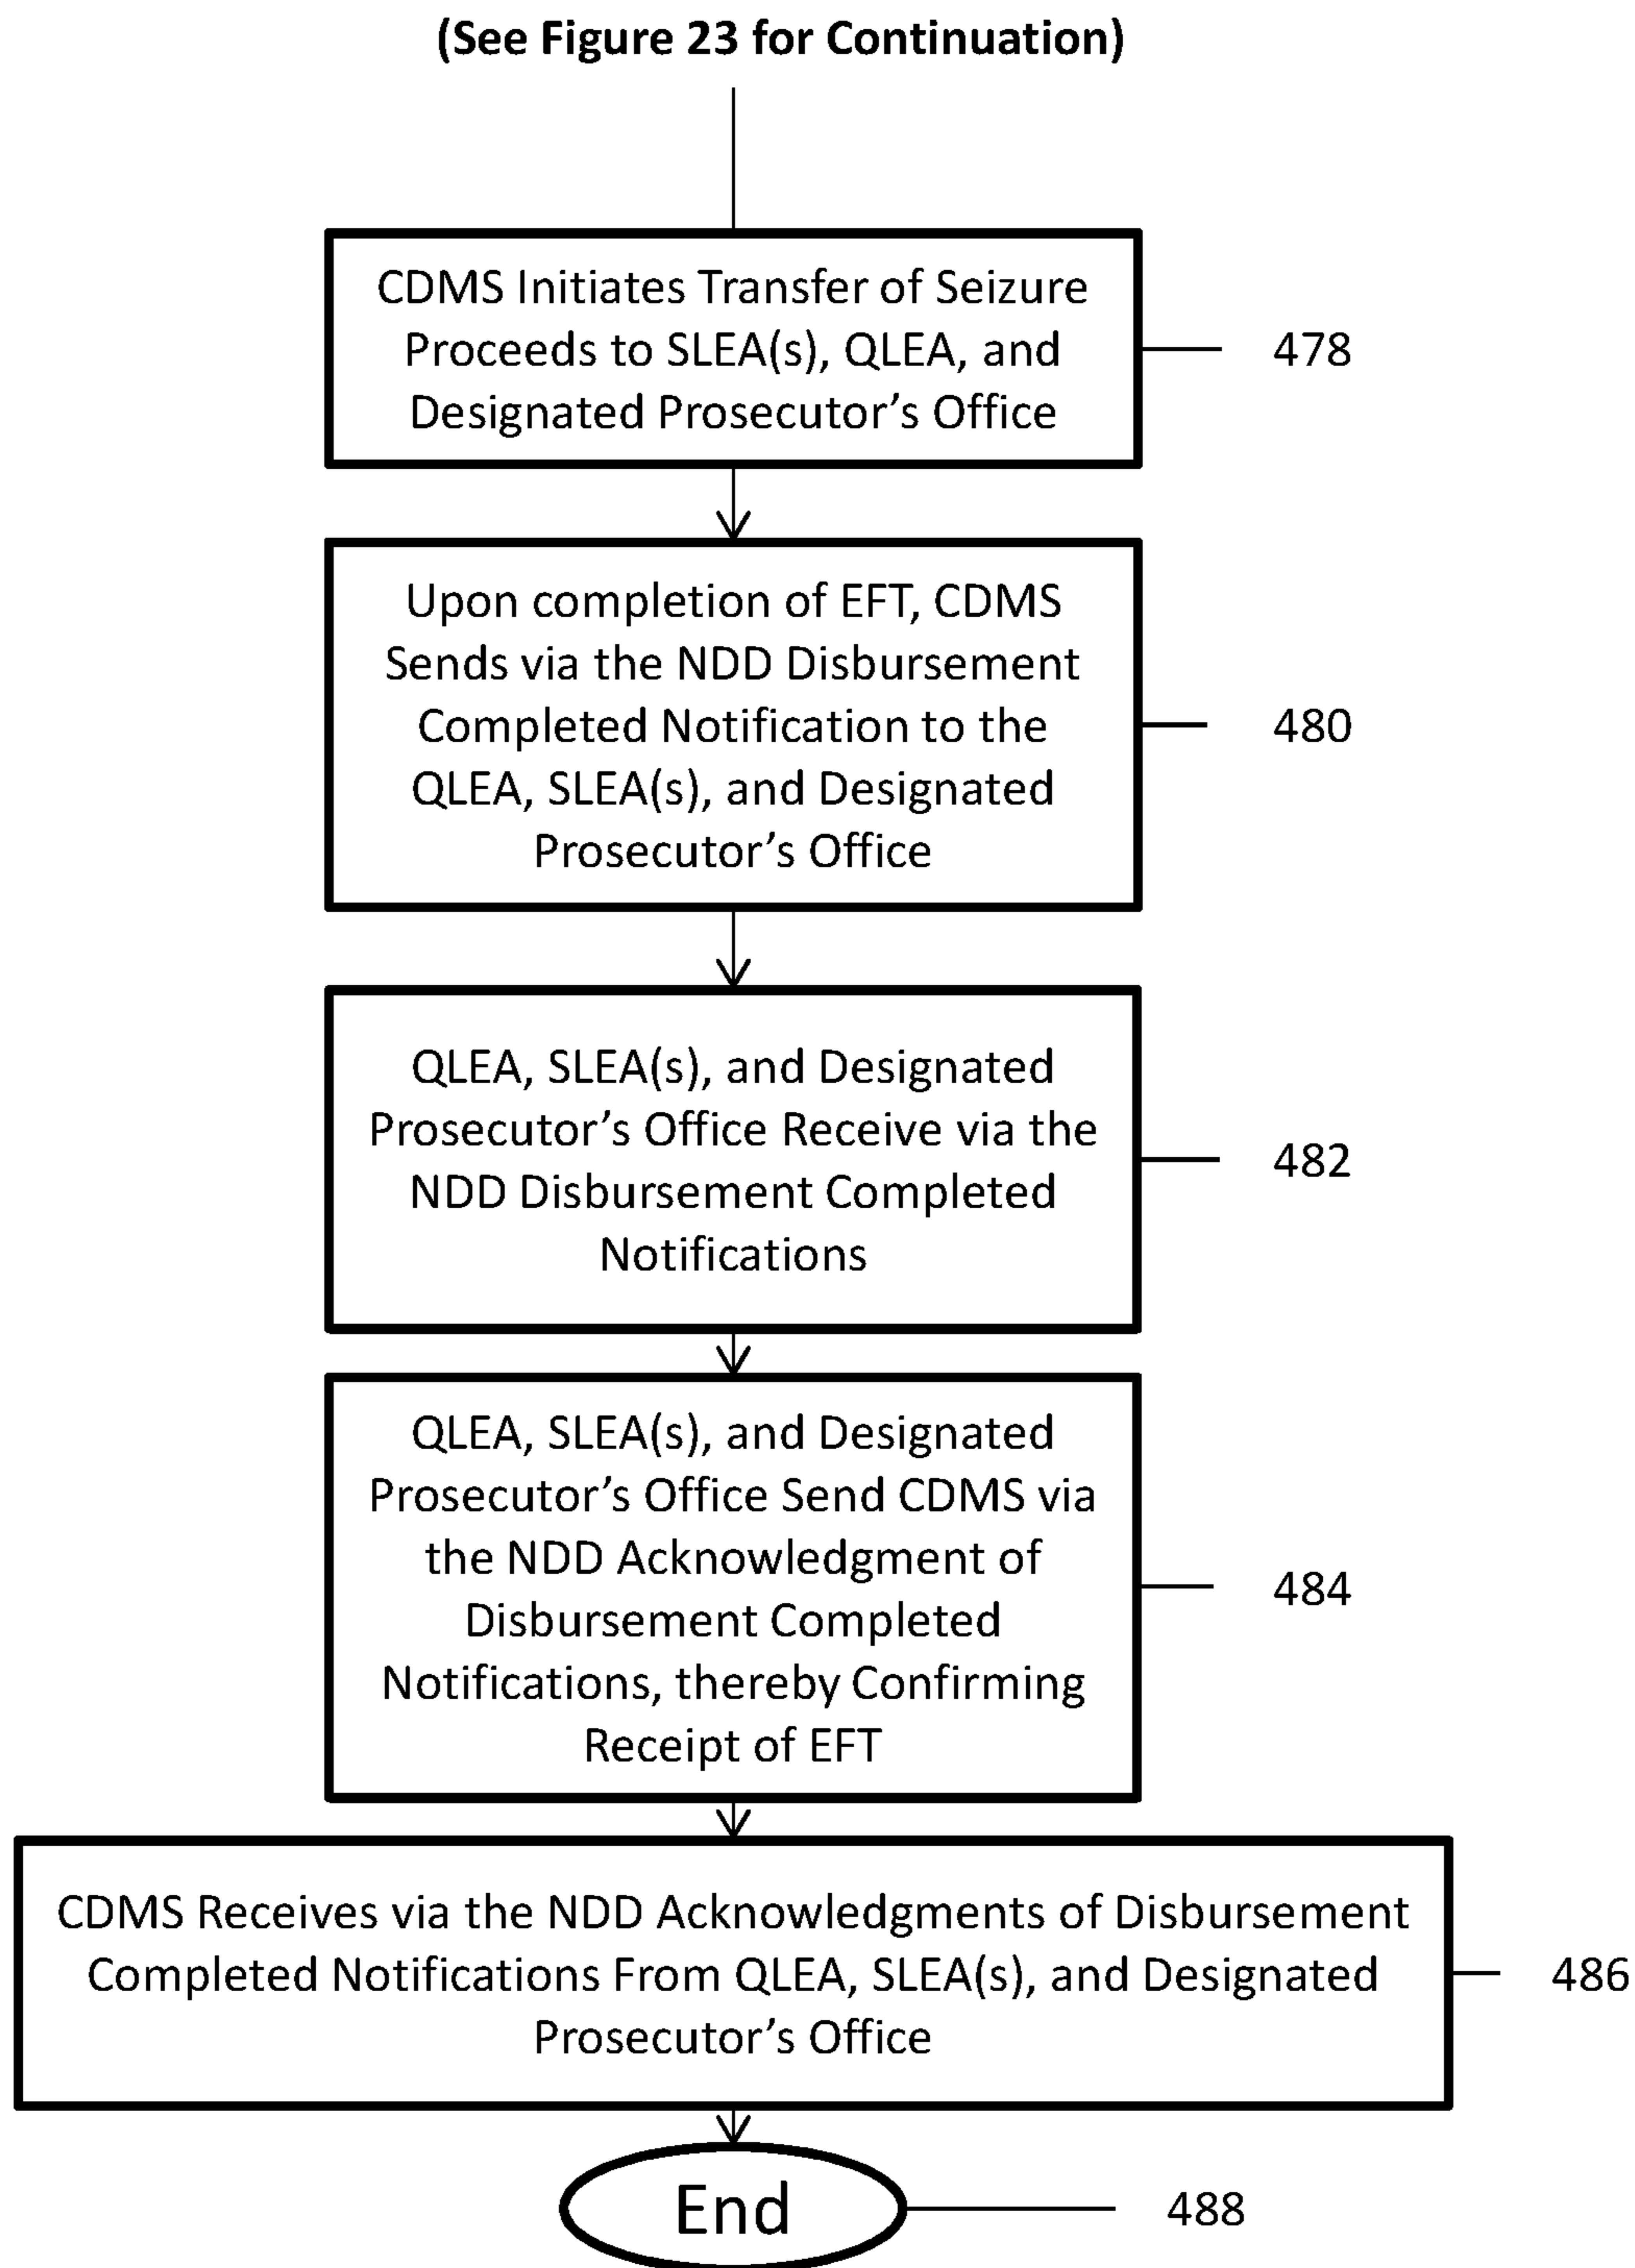 (See Figure 23 for Continuation)
CDMS Initiates Transfer of Seizure
Proceeds to SLEA(s), QLEA, and
Designated Prosecutor’s Office
478
Upon completion of EFT, CDMS
Sends via the NDD Disbursement
Completed Notification to the
QLEA, SLEA(s), and Designated
Prosecutor’s Office
480
QLEA, SLEA(s), and Designated
Prosecutor’s Office Receive via the
NDD Disbursement Completed
Notifications
482
QLEA, SLEA(s), and Designated
Prosecutor’s Office Send CDMS via
the NDD Acknowledgment of
Disbursement Completed
Notifications, thereby Confirming
Receipt of EFT
484
CDMS Receives via the NDD Acknowledgments of Disbursement
Completed Notifications From QLEA, SLEA(s), and Designated
Prosecutor’s Office
486
End
488